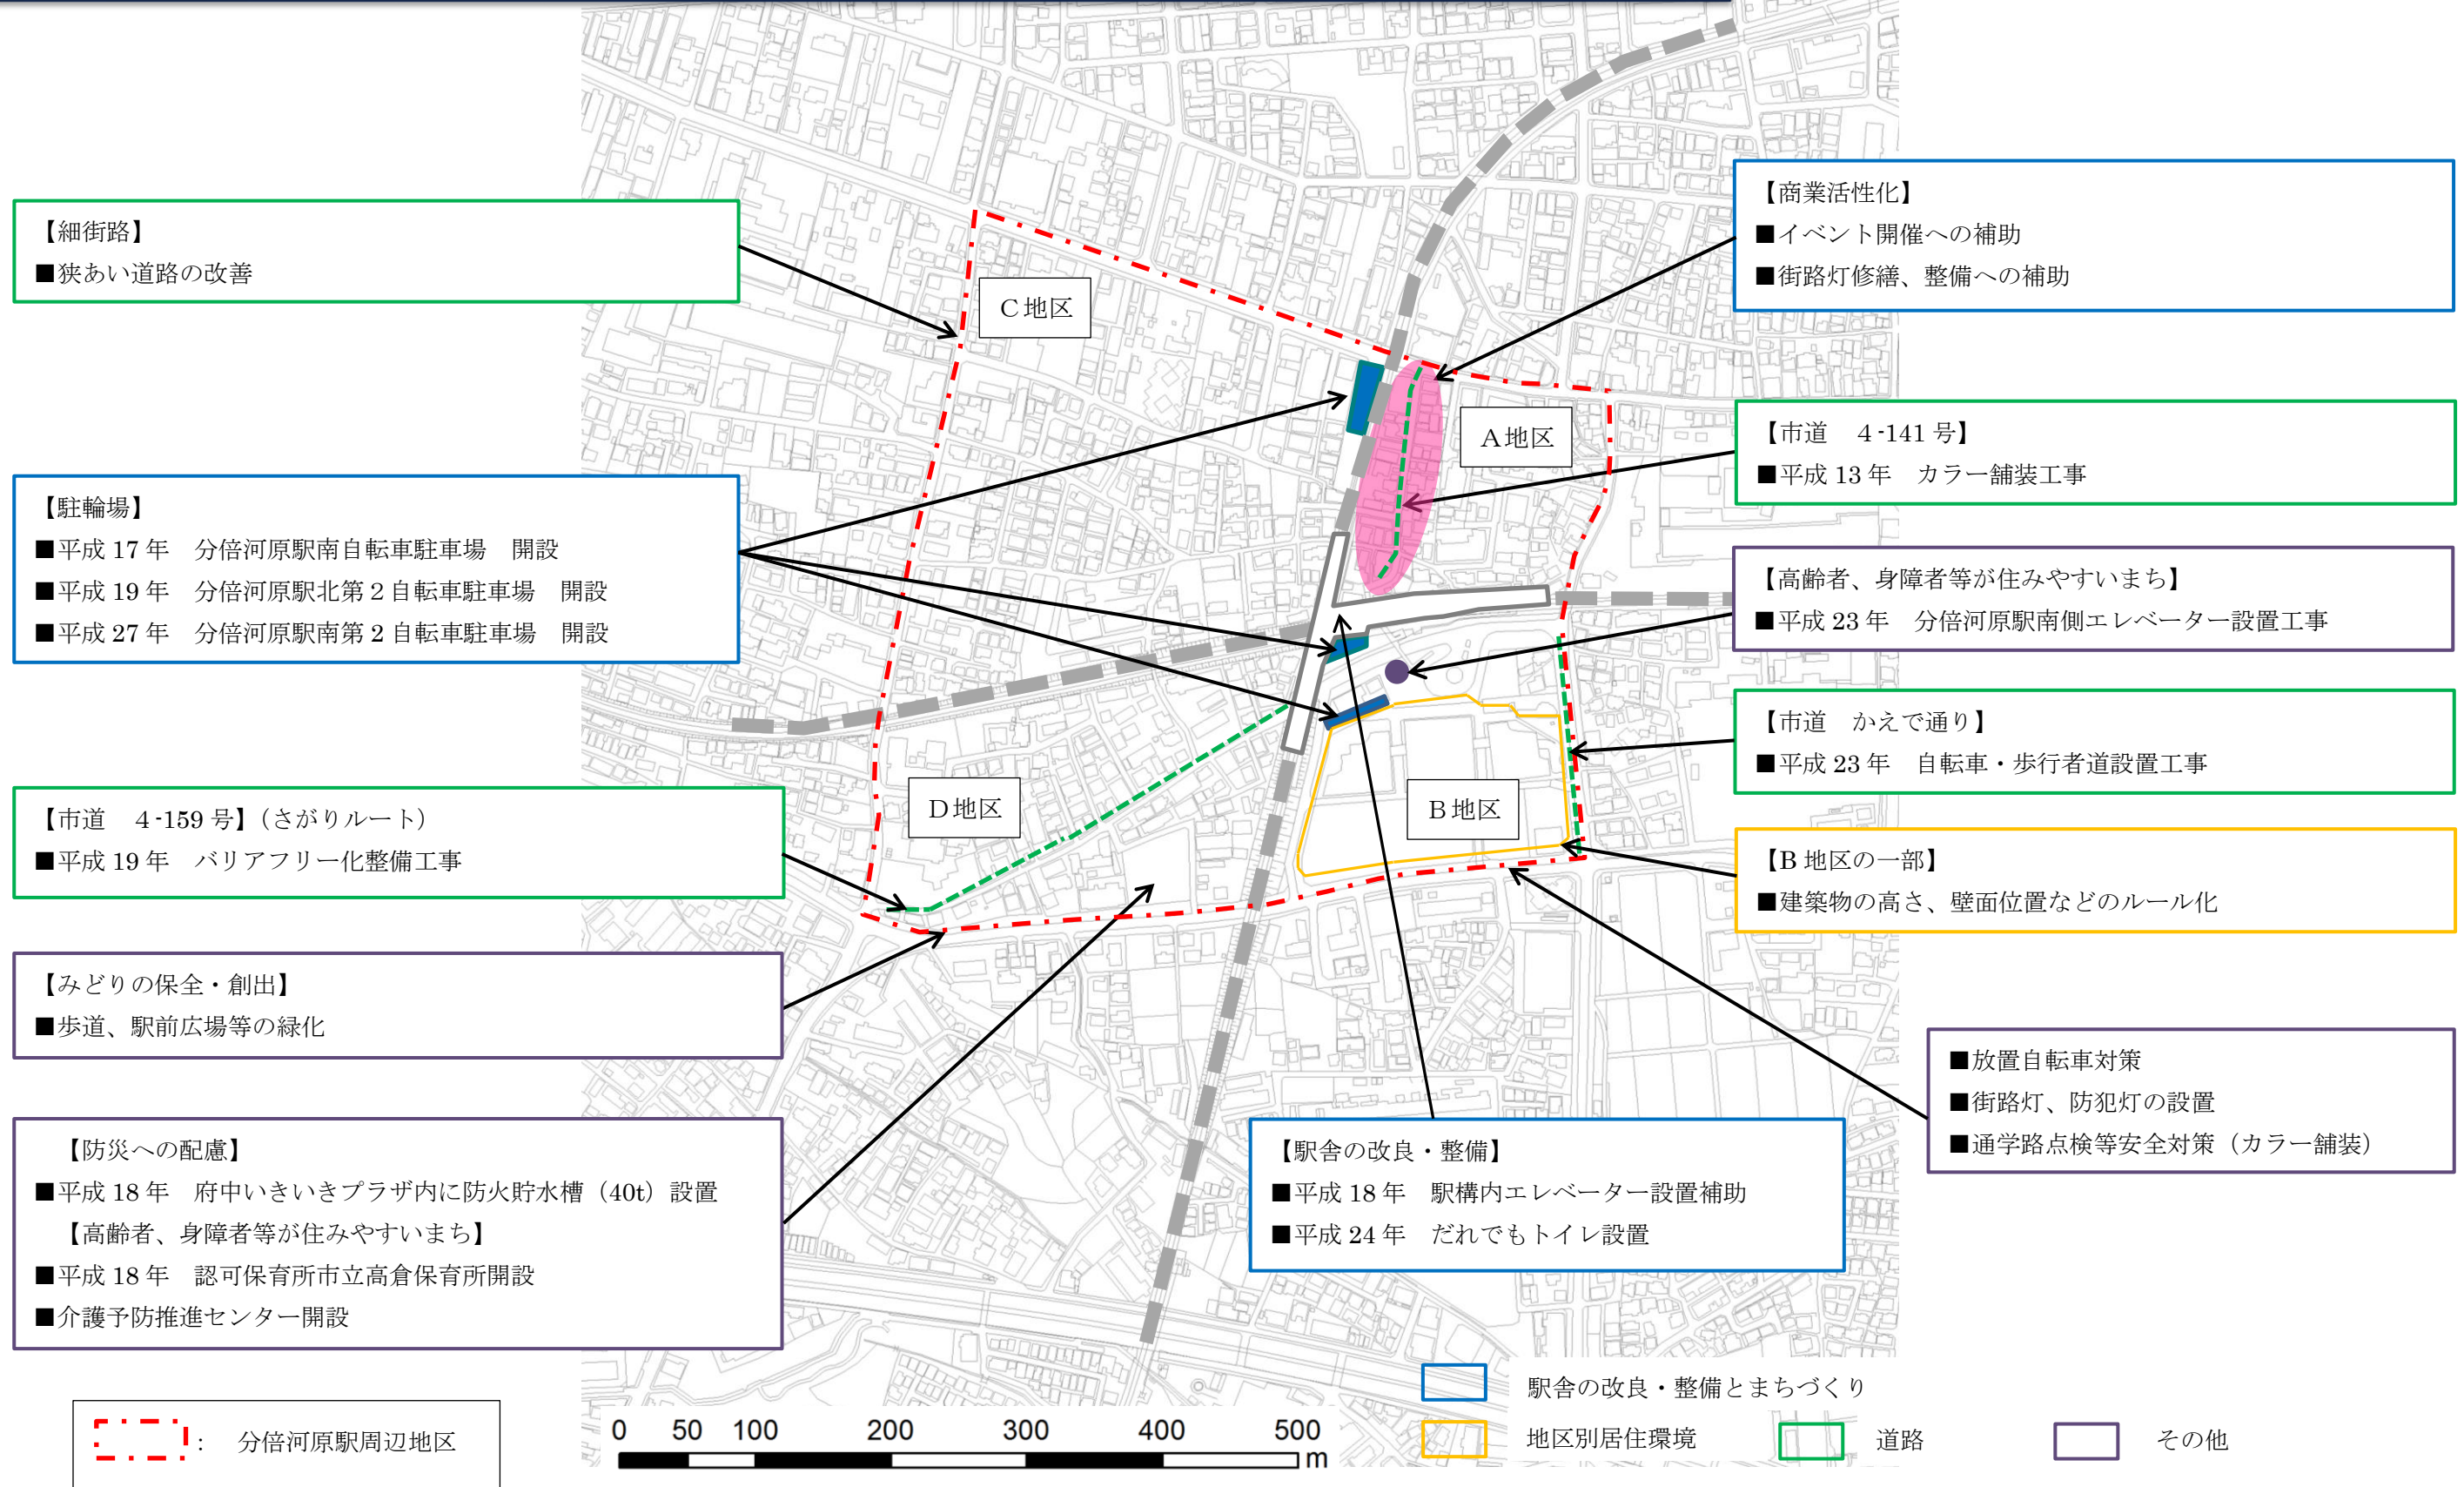 【細街路】
■狭あい道路の改善
【駐輪場】
■平成 17 年　分倍河原駅南自転車駐車場　開設
■平成 19 年　分倍河原駅北第２自転車駐車場　開設
■平成 27 年　分倍河原駅南第２自転車駐車場　開設
【市道　４-159 号】（さがりルート）
■平成 19 年　バリアフリー化整備工事
【みどりの保全・創出】
■歩道、駅前広場等の緑化
【防災への配慮】
■平成 18 年　府中いきいきプラザ内に防火貯水槽（40t）設置
【高齢者、身障者等が住みやすいまち】
■平成 18 年　認可保育所市立高倉保育所開設
■介護予防推進センター開設
Ｃ地区
Ａ地区
Ｄ地区
Ｂ地区
【商業活性化】
■イベント開催への補助
■街路灯修繕、整備への補助
【市道　４-141 号】
■平成 13 年　カラー舗装工事
【高齢者、身障者等が住みやすいまち】
■平成 23 年　分倍河原駅南側エレベーター設置工事
【市道　かえで通り】
■平成 23 年　自転車・歩行者道設置工事
【B 地区の一部】
■建築物の高さ、壁面位置などのルール化
■放置自転車対策
■街路灯、防犯灯の設置
■通学路点検等安全対策（カラー舗装）
【駅舎の改良・整備】
■平成 18 年　駅構内エレベーター設置補助
■平成 24 年　だれでもトイレ設置
：　分倍河原駅周辺地区
0 50 100 200 300 400 500
m
駅舎の改良・整備とまちづくり
地区別居住環境
道路
その他